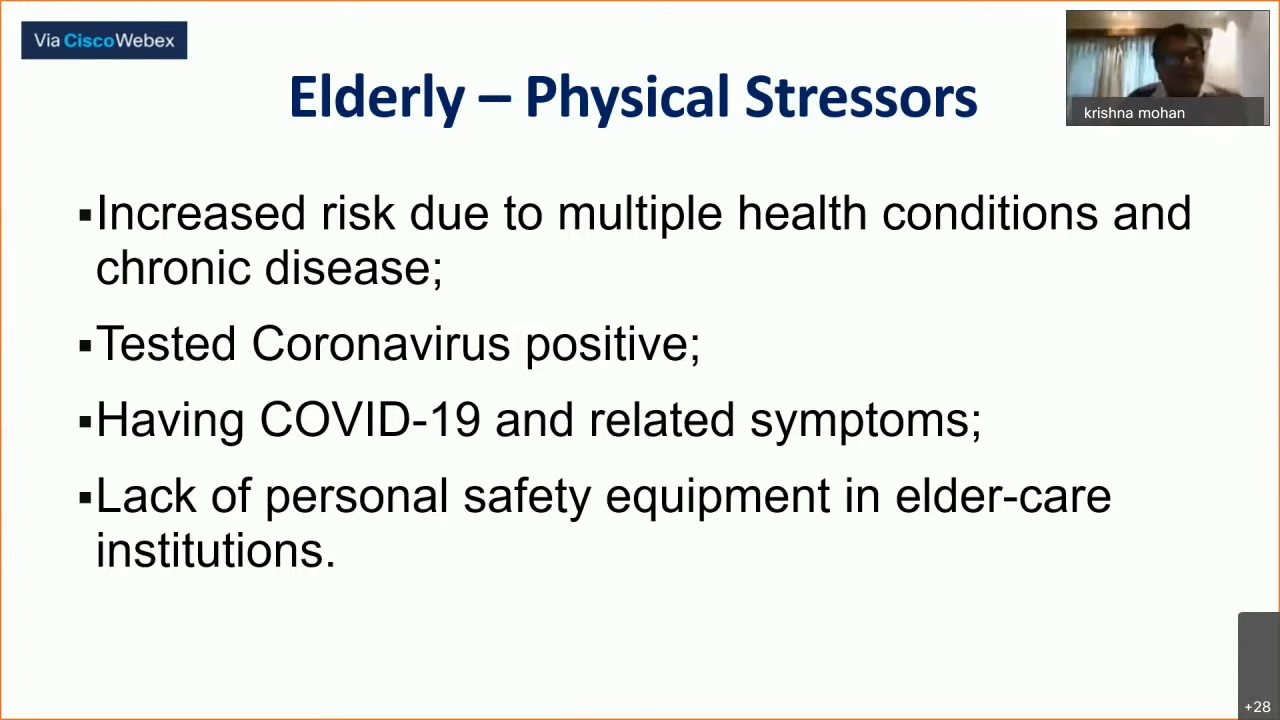 Via CiscoWebex
krishna mohan
Elderly – Physical Stressors
▪Increased risk due to multiple health conditions and
chronic disease;
▪Tested Coronavirus positive;
▪Having COVID-19 and related symptoms;
▪Lack of personal safety equipment in elder-care
institutions.
+28